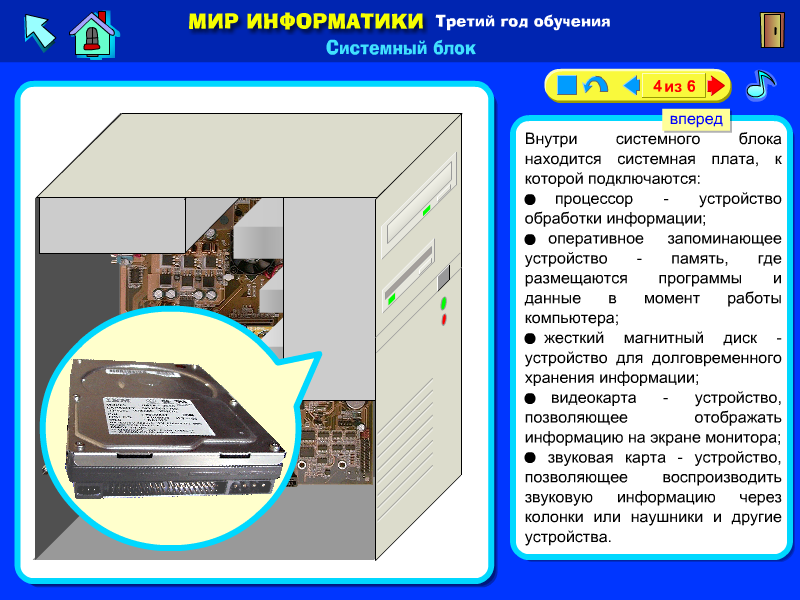 МИР ИНФОРМАТИКИ Третий год обучения
Системный блок
4 из 6
вперед
Внутри системного блока
находится системная плата, к
которой подключаются:
● процессор - устройство
обработки информации;
● оперативное запоминающее
устройство - память, где
размещаются программы и
данные в момент работы
компьютера;
● жесткий магнитный диск -
устройство для долговременного
хранения информации;
● видеокарта - устройство,
позволяющее отображать
информацию на экране монитора;
● звуковая карта - устройство,
позволяющее воспроизводить
звуковую информацию через
колонки или наушники и другие
устройства.